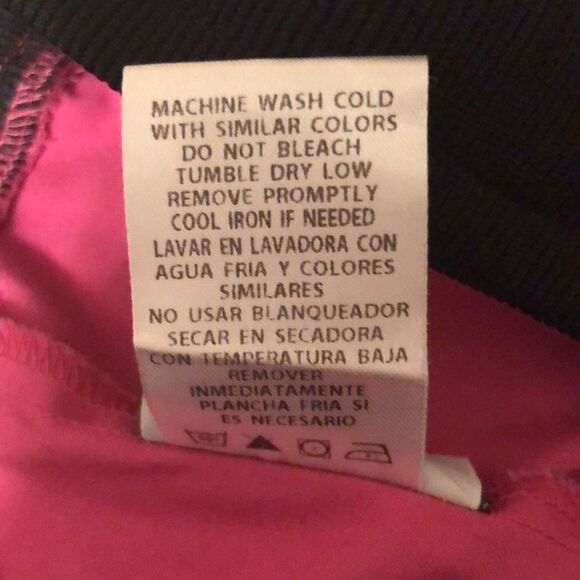 MACHINE WASH COLD
WITH SIMILAR COLORS
DO NOT BLEACH
TUMBLE DRY LOW
REMOVE PROMPTLY
COOL IRON IF NEEDED
LAVAR EN LAVADORA CON
AGUA FRIA Y COLORES
SIMILARES
NO USAR BLANQUEADOR
SECAR EN SECADORA
CON TEMPERATURA BAJA
REMOVER
INMEDIATAMENTE
PLANCHA FRIA SI
ES NECESARIO